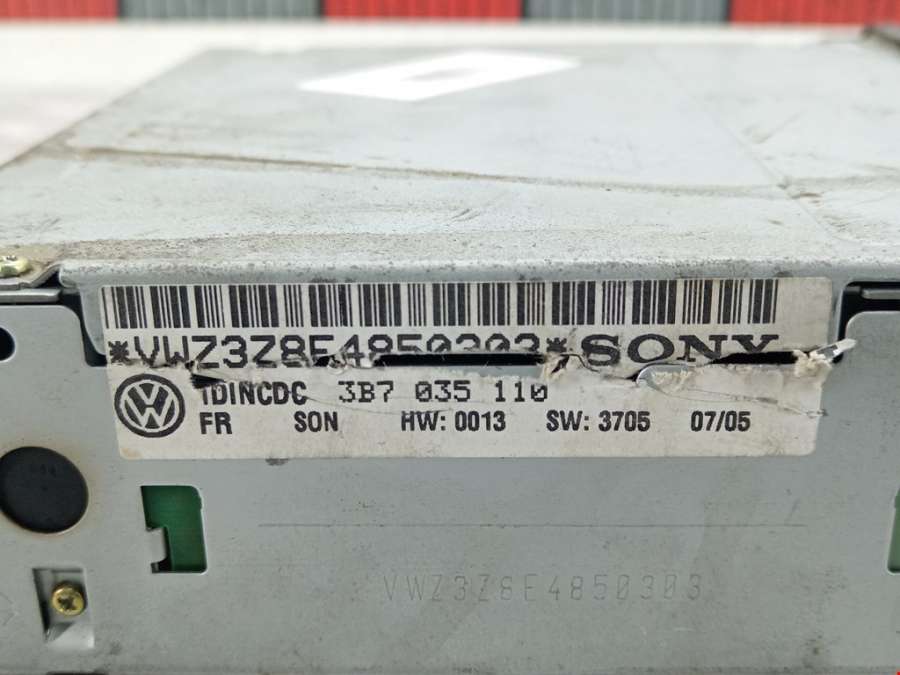 *VWZ3Z8E4850303* SONY
1DINCDC 3B7 035 110
FR SON HW: 0013 SW: 3705 07/05
VWZ3Z8E4850303